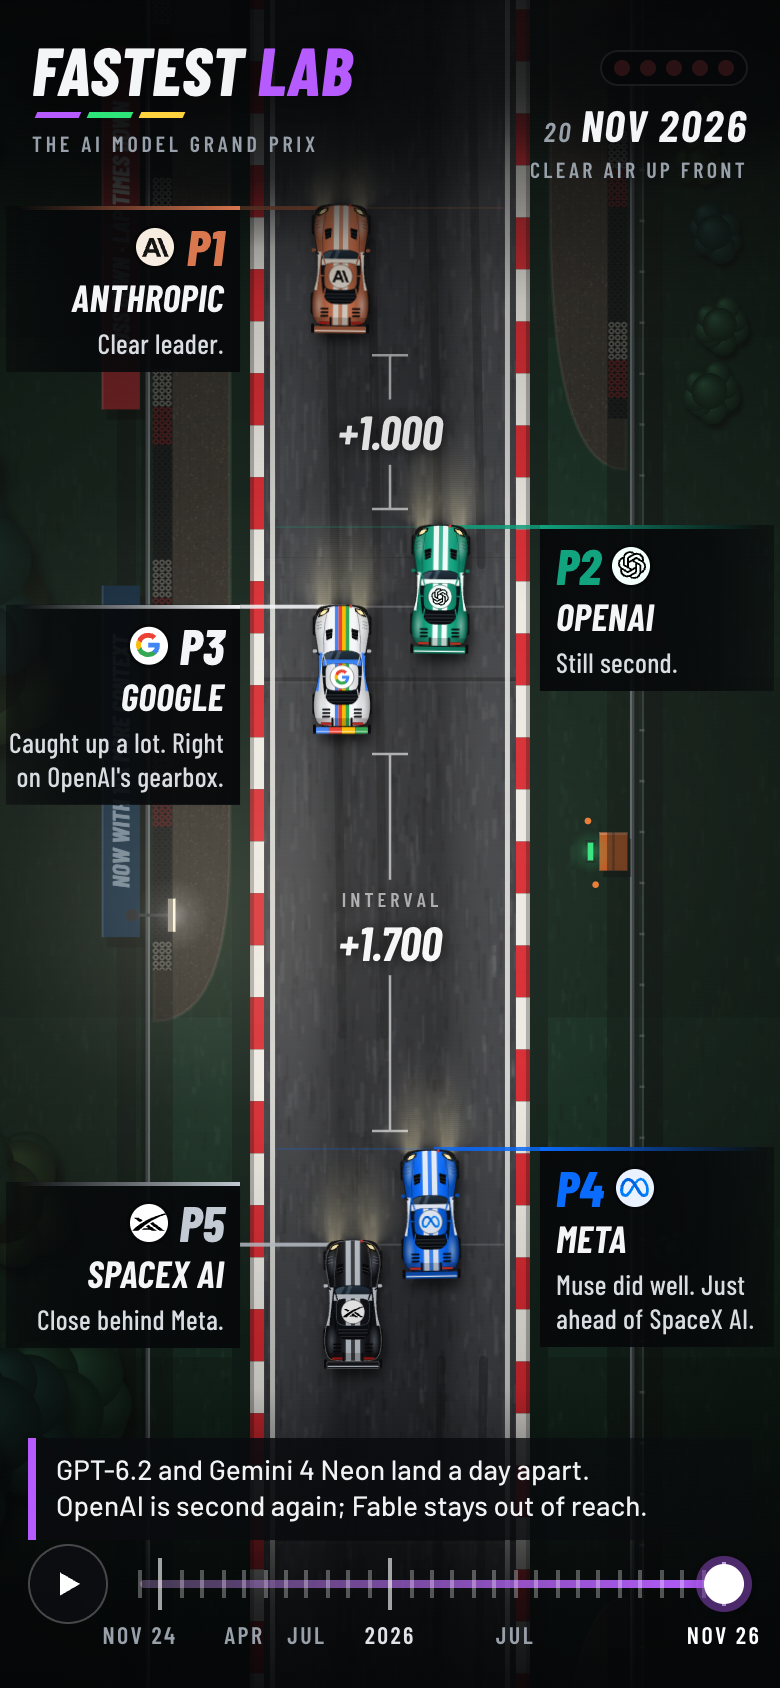 FASTEST LAB
THE AI MODEL GRAND PRIX
20 NOV 2026
CLEAR AIR UP FRONT
P1
ANTHROPIC
Clear leader.
+1.000
P2
OPENAI
Still second.
P3
GOOGLE
Caught up a lot. Right
on OpenAI's gearbox.
NOW WITH
INTERVAL
+1.700
P4
META
Muse did well. Just
ahead of SpaceX AI.
P5
SPACEX AI
Close behind Meta.
GPT-6.2 and Gemini 4 Neon land a day apart.
OpenAI is second again; Fable stays out of reach.
NOV 24 APR JUL 2026 JUL NOV 26